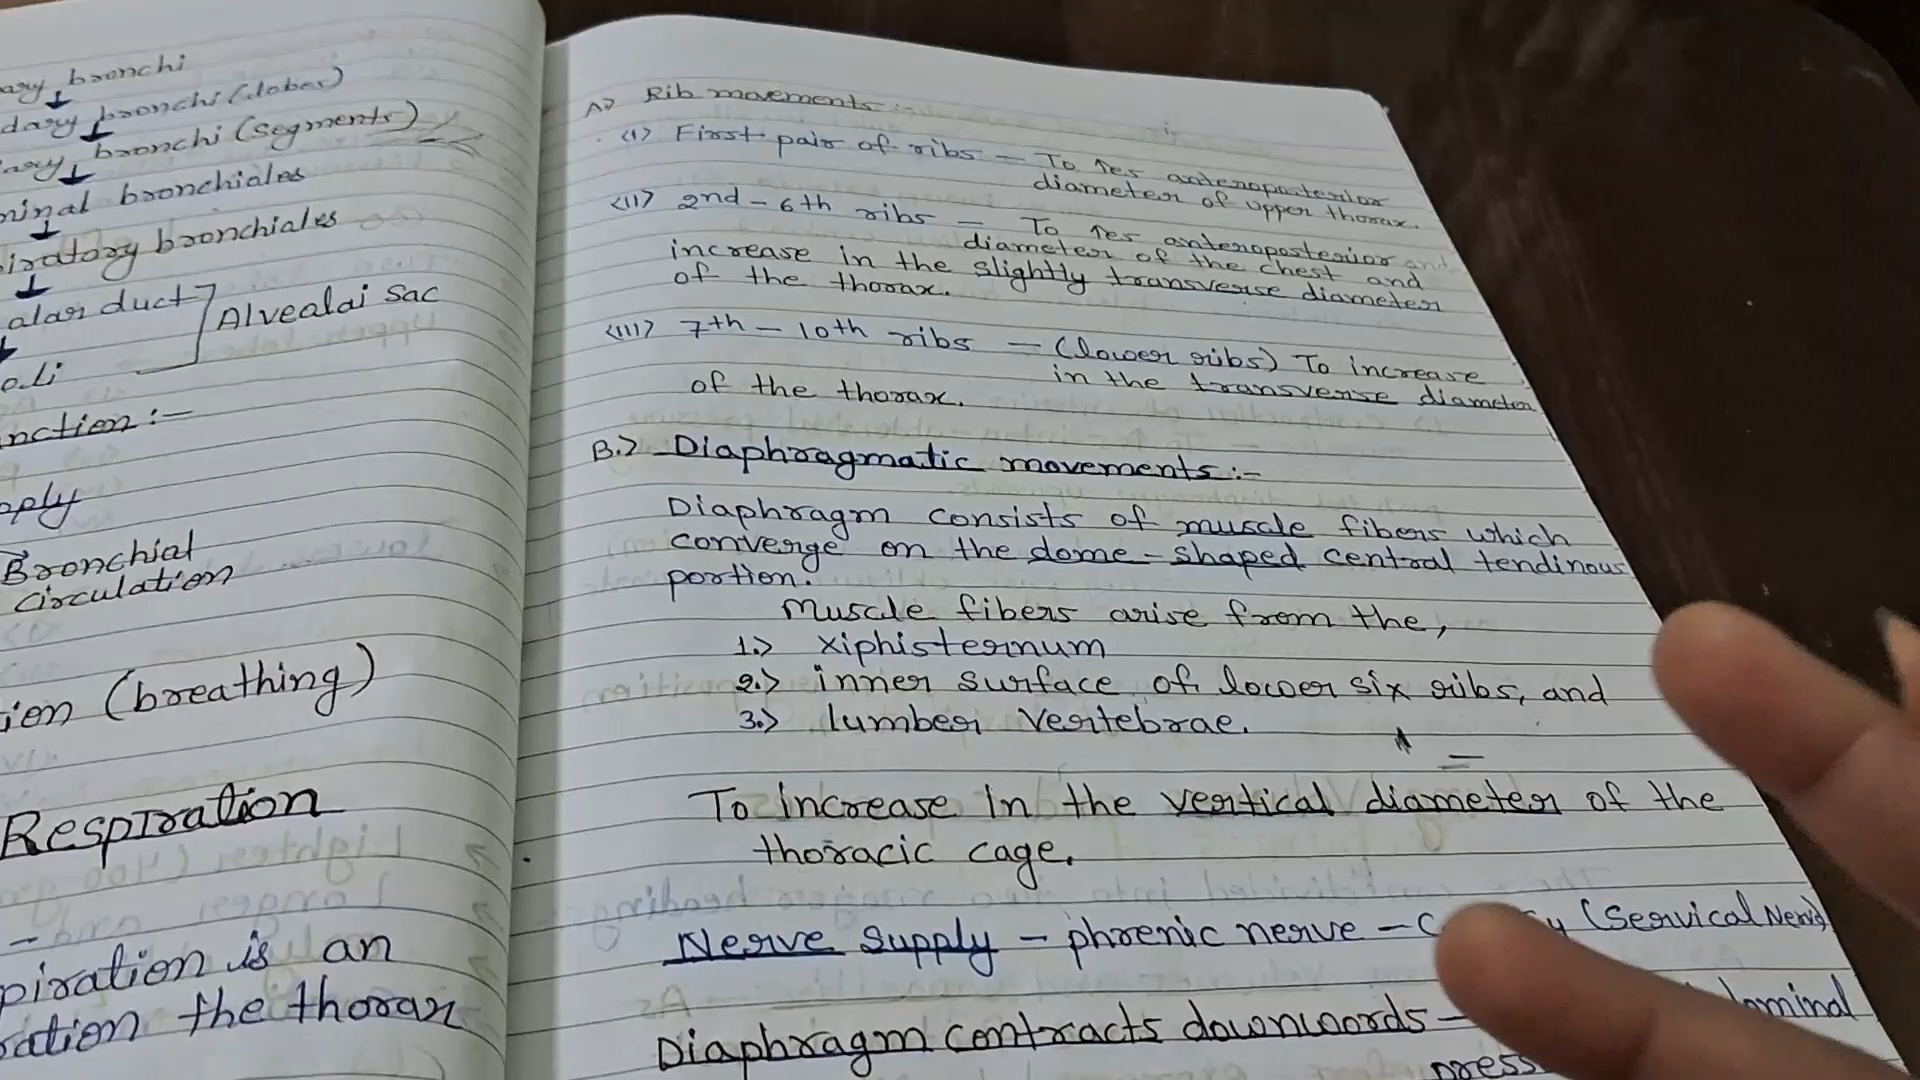 bronchi
bronchi (lobes)
bronchi (segments)
bronchiales
bronchiales
duct
Alvealai Sac
Bronchial
circulation
(breathing)
Respiration
is an
the thorax
A> Rib movements
(i) First pair of ribs – To ↑es anteroposterior
diameter of upper thorax.
(ii) 2nd – 6th ribs – To ↑es anteroposterior
diameter of the chest and
increase in the slightly transverse diameter
of the thorax.
(iii) 7th – 10th ribs – (lower ribs) To increase
in the transverse diameter
of the thorax.
B.> Diaphragmatic movements :-
Diaphragm consists of muscle fibers which
converge on the dome-shaped central tendinous
portion.
Muscle fibers arise from the,
1.> xiphisternum
2.> inner surface of lower six ribs, and
3.> lumber vertebrae.
To increase in the vertical diameter of the
thoracic cage.
Nerve Supply – phrenic nerve – (Servical Nerve)
Diaphragm contracts downwords –